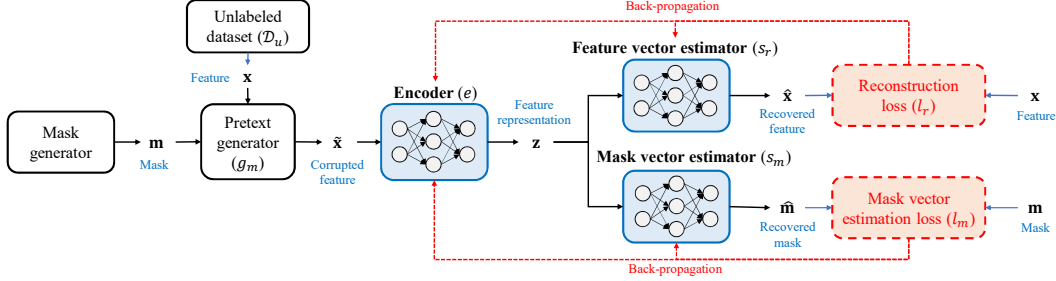 Back-propagation
Unlabeled
dataset (𝒟ᵤ)
Feature
x
Mask
generator
m
Mask
Pretext
generator
(gₘ)
x̃
Corrupted
feature
Encoder (e)
Feature
representation
z
Feature vector estimator (sᵣ)
x̂
Recovered
feature
Reconstruction
loss (lᵣ)
x
Feature
Mask vector estimator (sₘ)
m̂
Recovered
mask
Mask vector
estimation loss (lₘ)
m
Mask
Back-propagation